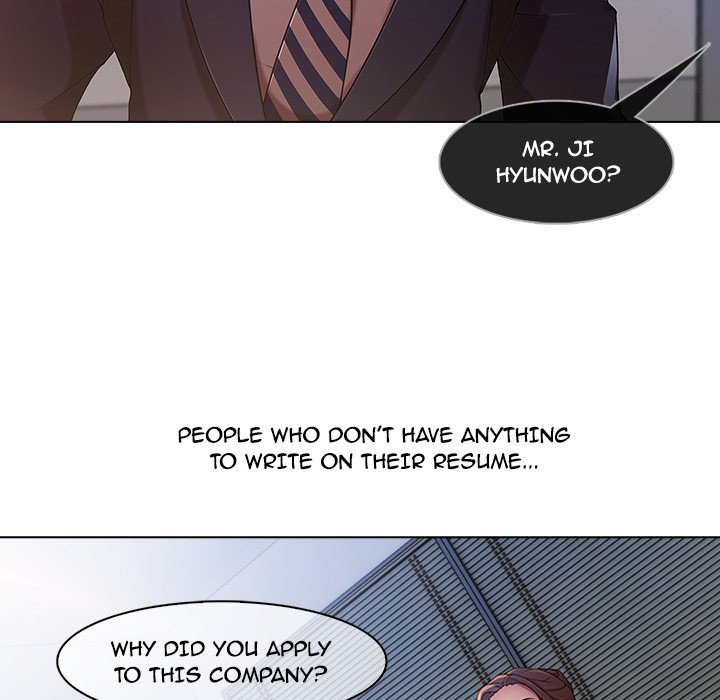 MR. JI
HYUNWOO?
PEOPLE WHO DON'T HAVE ANYTHING
TO WRITE ON THEIR RESUME...
WHY DID YOU APPLY
TO THIS COMPANY?